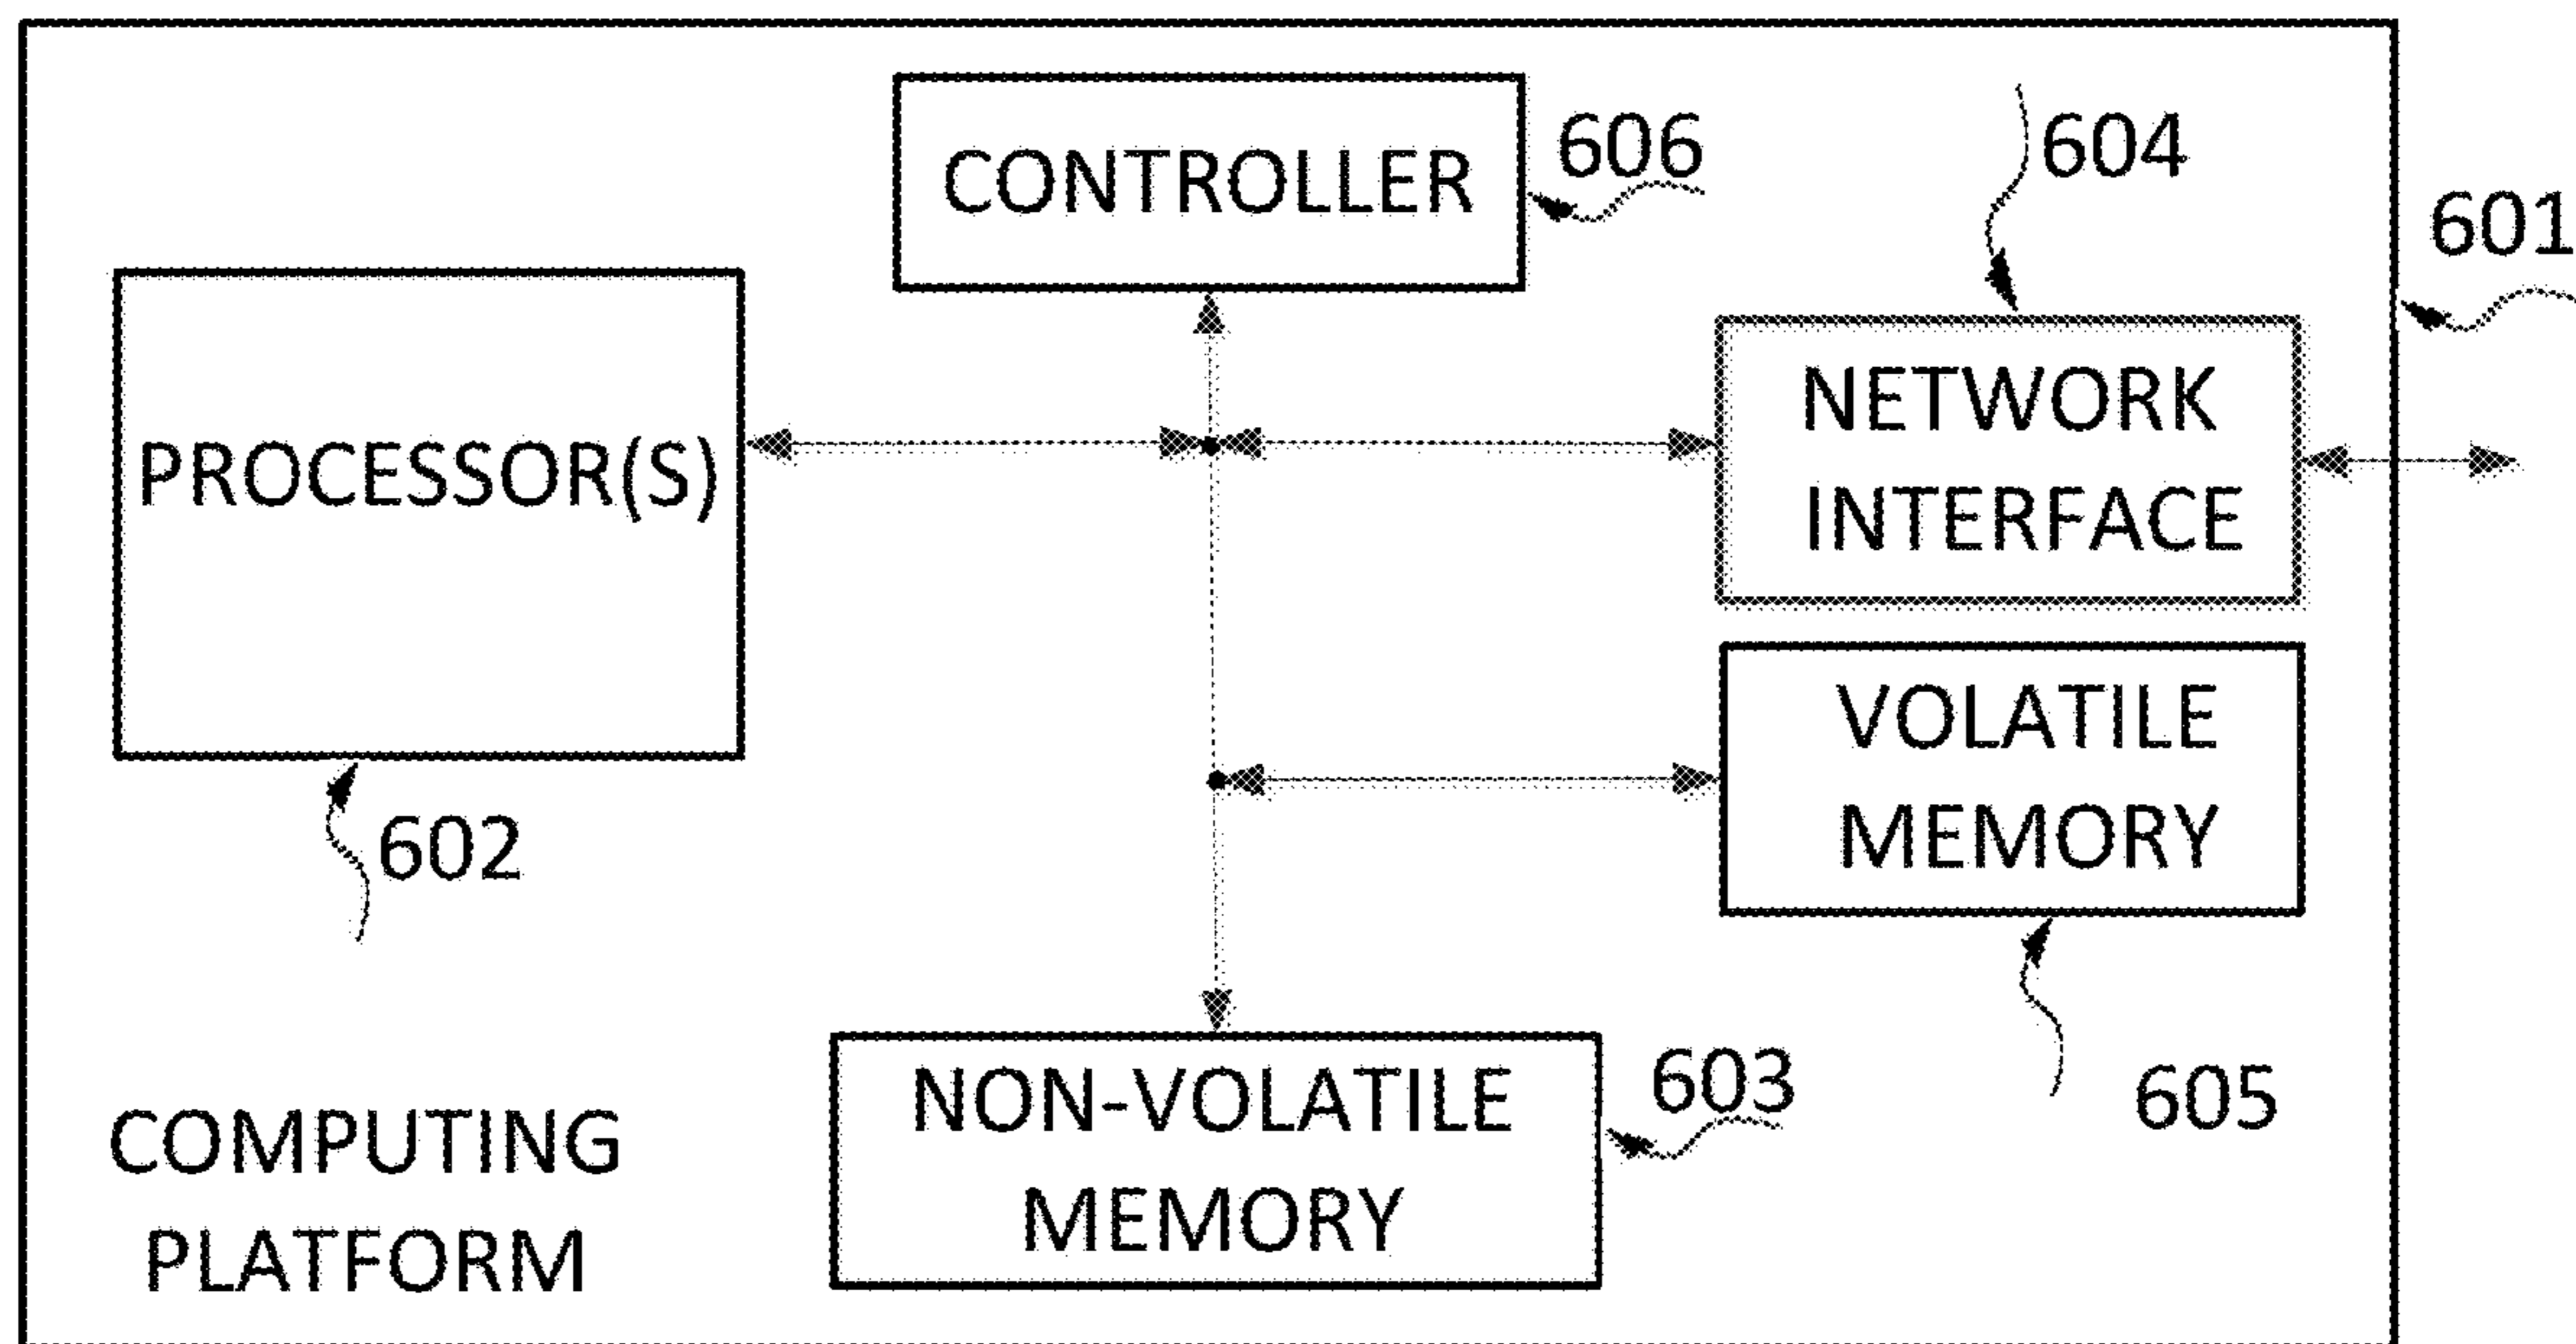 CONTROLLER
606
604
601
PROCESSOR(S)
NETWORK
INTERFACE
602
VOLATILE
MEMORY
605
NON-VOLATILE
MEMORY
603
COMPUTING
PLATFORM